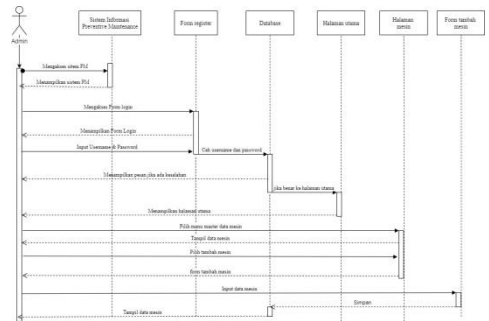 Sistem Informasi
Preventive Maintenance
Form register
Database
Halaman utama
Halaman
mesin
Form tambah
mesin
Admin
Mengakses sitem PM
Menampilkan sistem PM
Mengakses Form login
Menampilkan Form Login
Input Username & Password
Cek username dan password
Menampilkan pesan jika ada kesalahan
jika benar ke halaman utama
Menampilkan halaman utama
Pilih menu master data mesin
Tampil data mesin
Pilih tambah mesin
form tambah mesin
Input data mesin
Simpan
Tampil data mesin